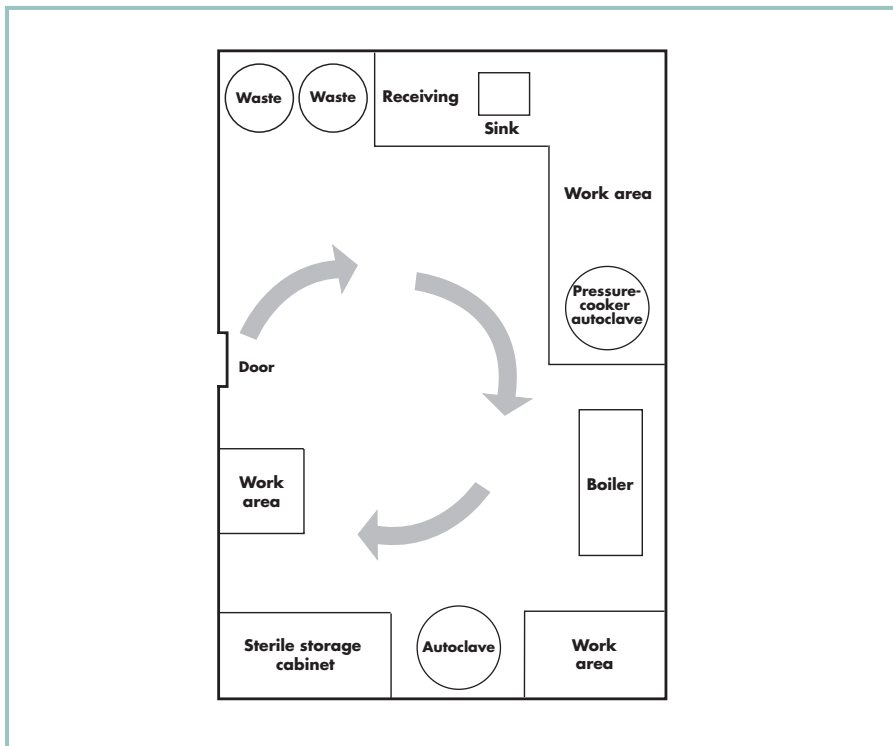 Waste
Waste
Receiving
Sink
Work area
Pressure-
cooker
autoclave
Door
Work
area
Boiler
Sterile storage
cabinet
Autoclave
Work
area